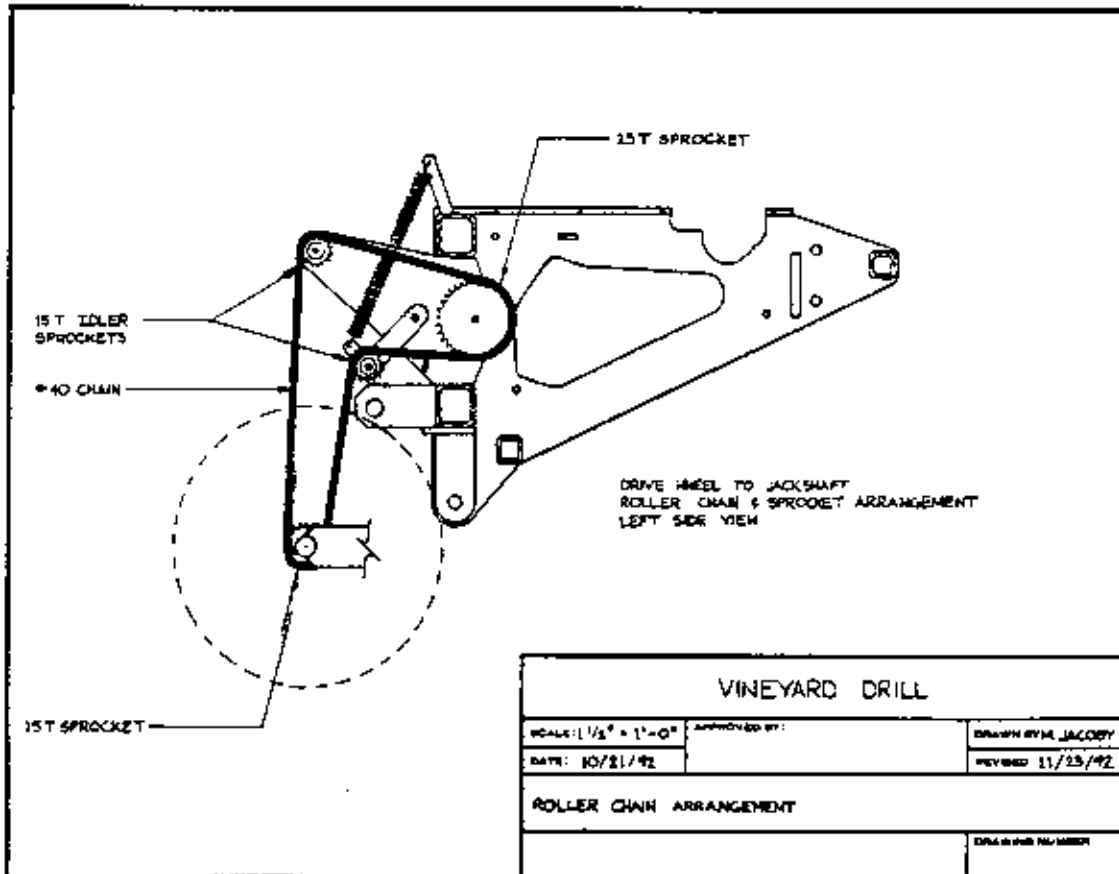 25T SPROCKET
15T IDLER
SPROCKETS
#40 CHAIN
DRIVE WHEEL TO JACKSHAFT
ROLLER CHAIN & SPROCKET ARRANGEMENT
LEFT SIDE VIEW
15T SPROCKET
VINEYARD DRILL
SCALE: 1 1/2" = 1'-0"
APPROVED BY:
DRAWN BY M. JACOBY
DATE: 10/21/92
REVISED 11/23/92
ROLLER CHAIN ARRANGEMENT
DRAWING NUMBER